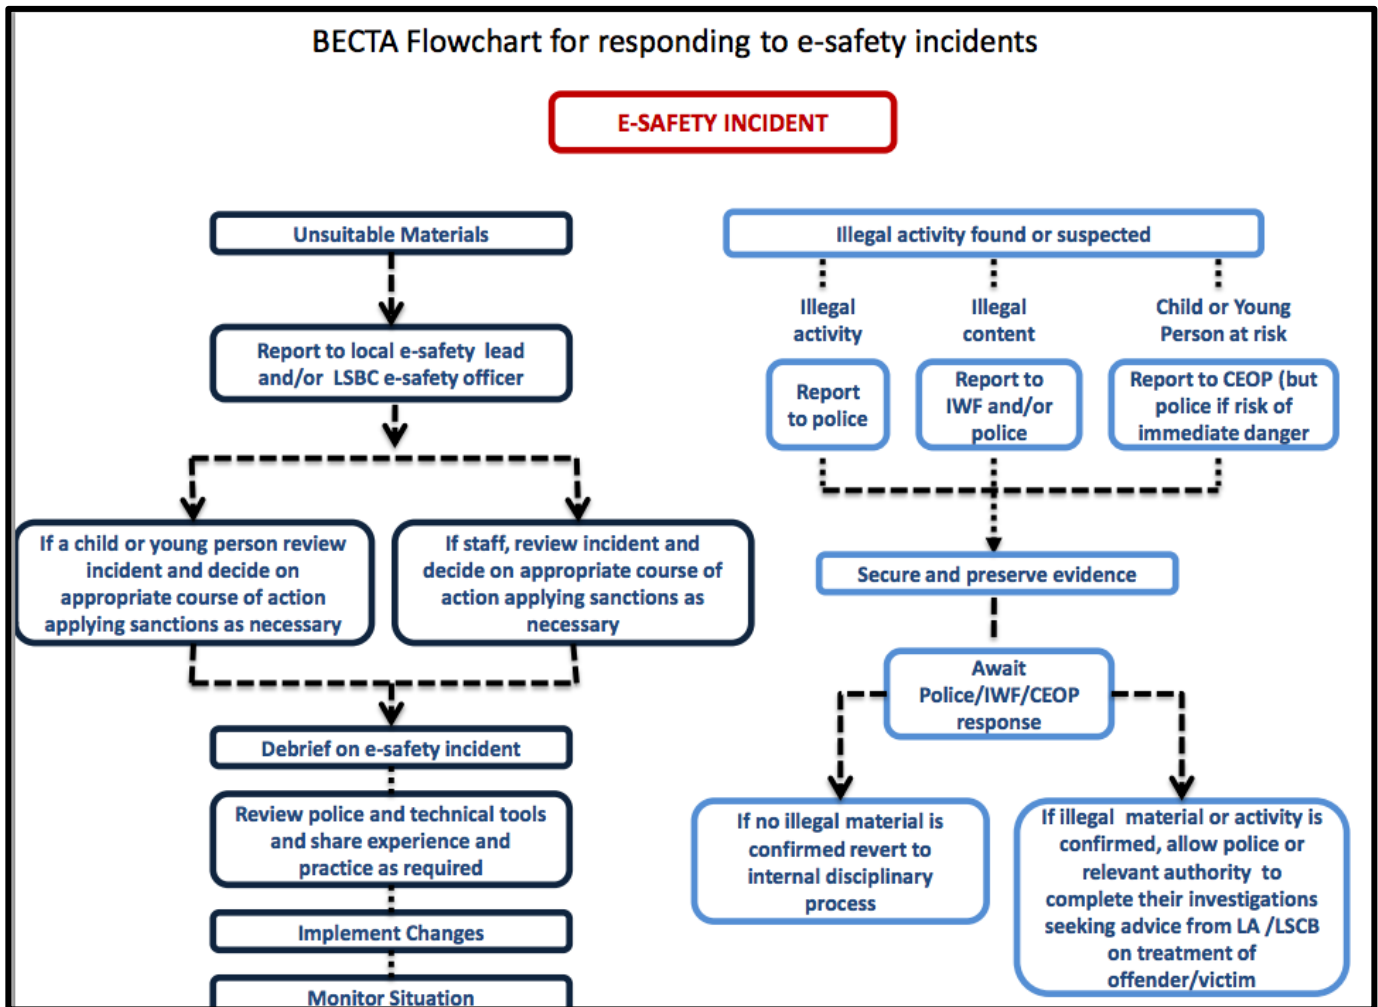 BECTA Flowchart for responding to e-safety incidents
E-SAFETY INCIDENT
Unsuitable Materials
Report to local e-safety lead
and/or LSBC e-safety officer
If a child or young person review
incident and decide on
appropriate course of action
applying sanctions as necessary
If staff, review incident and
decide on appropriate course of
action applying sanctions as
necessary
Debrief on e-safety incident
Review police and technical tools
and share experience and
practice as required
Implement Changes
Monitor Situation
Illegal activity found or suspected
Illegal
activity
Report
to police
Illegal
content
Report to
IWF and/or
police
Child or Young
Person at risk
Report to CEOP (but
police if risk of
immediate danger
Secure and preserve evidence
Await
Police/IWF/CEOP
response
If no illegal material is
confirmed revert to
internal disciplinary
process
If illegal material or activity is
confirmed, allow police or
relevant authority to
complete their investigations
seeking advice from LA /LSCB
on treatment of
offender/victim